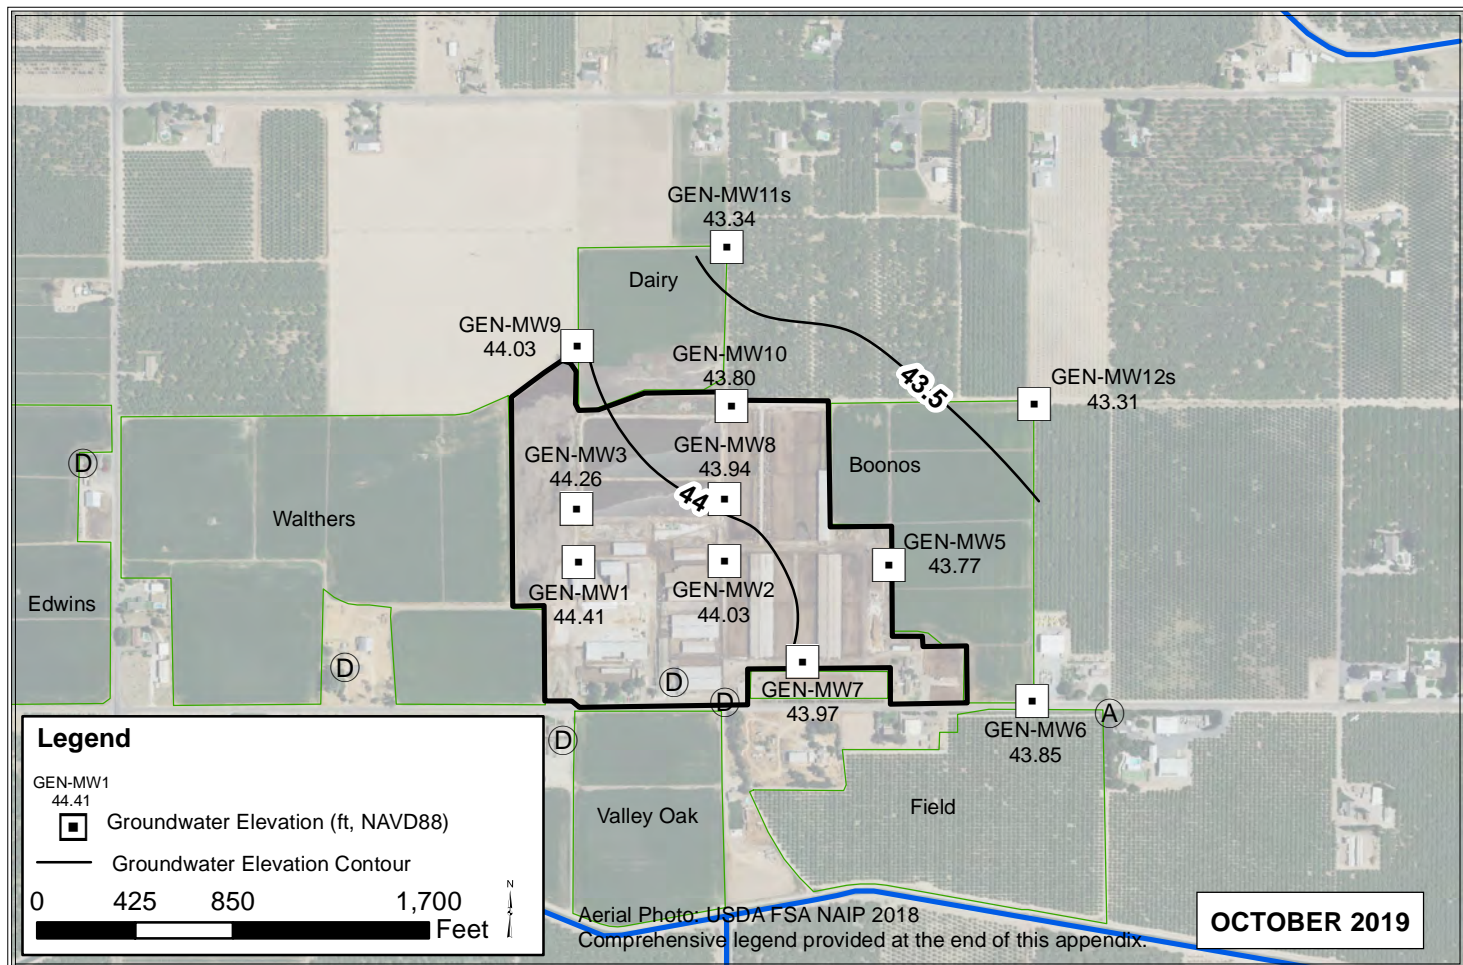 GEN-MW11s
43.34
Dairy
GEN-MW9
44.03
GEN-MW10
43.80
43.5
GEN-MW12s
43.31
GEN-MW3
44.26
GEN-MW8
43.94
44
Boonos
D
Walthers
GEN-MW5
43.77
GEN-MW1
44.41
GEN-MW2
44.03
Edwins
D
D
D
GEN-MW7
43.97
GEN-MW6
43.85
A
D
Valley Oak
Field
Legend
GEN-MW1
44.41
Groundwater Elevation (ft, NAVD88)
Groundwater Elevation Contour
0 425 850 1,700
Feet
N
Aerial Photo: USDA FSA NAIP 2018
Comprehensive legend provided at the end of this appendix.
OCTOBER 2019